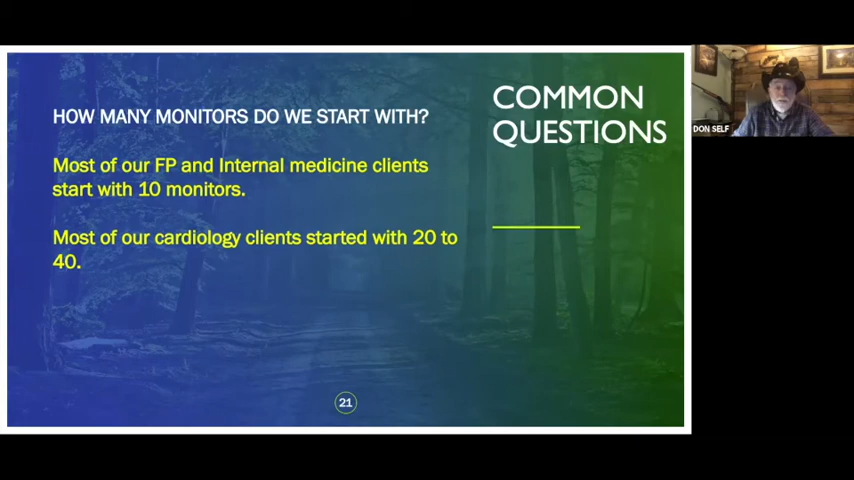 COMMON
QUESTIONS
HOW MANY MONITORS DO WE START WITH?
Most of our FP and Internal medicine clients
start with 10 monitors.
Most of our cardiology clients started with 20 to
40.
21
DON SELF